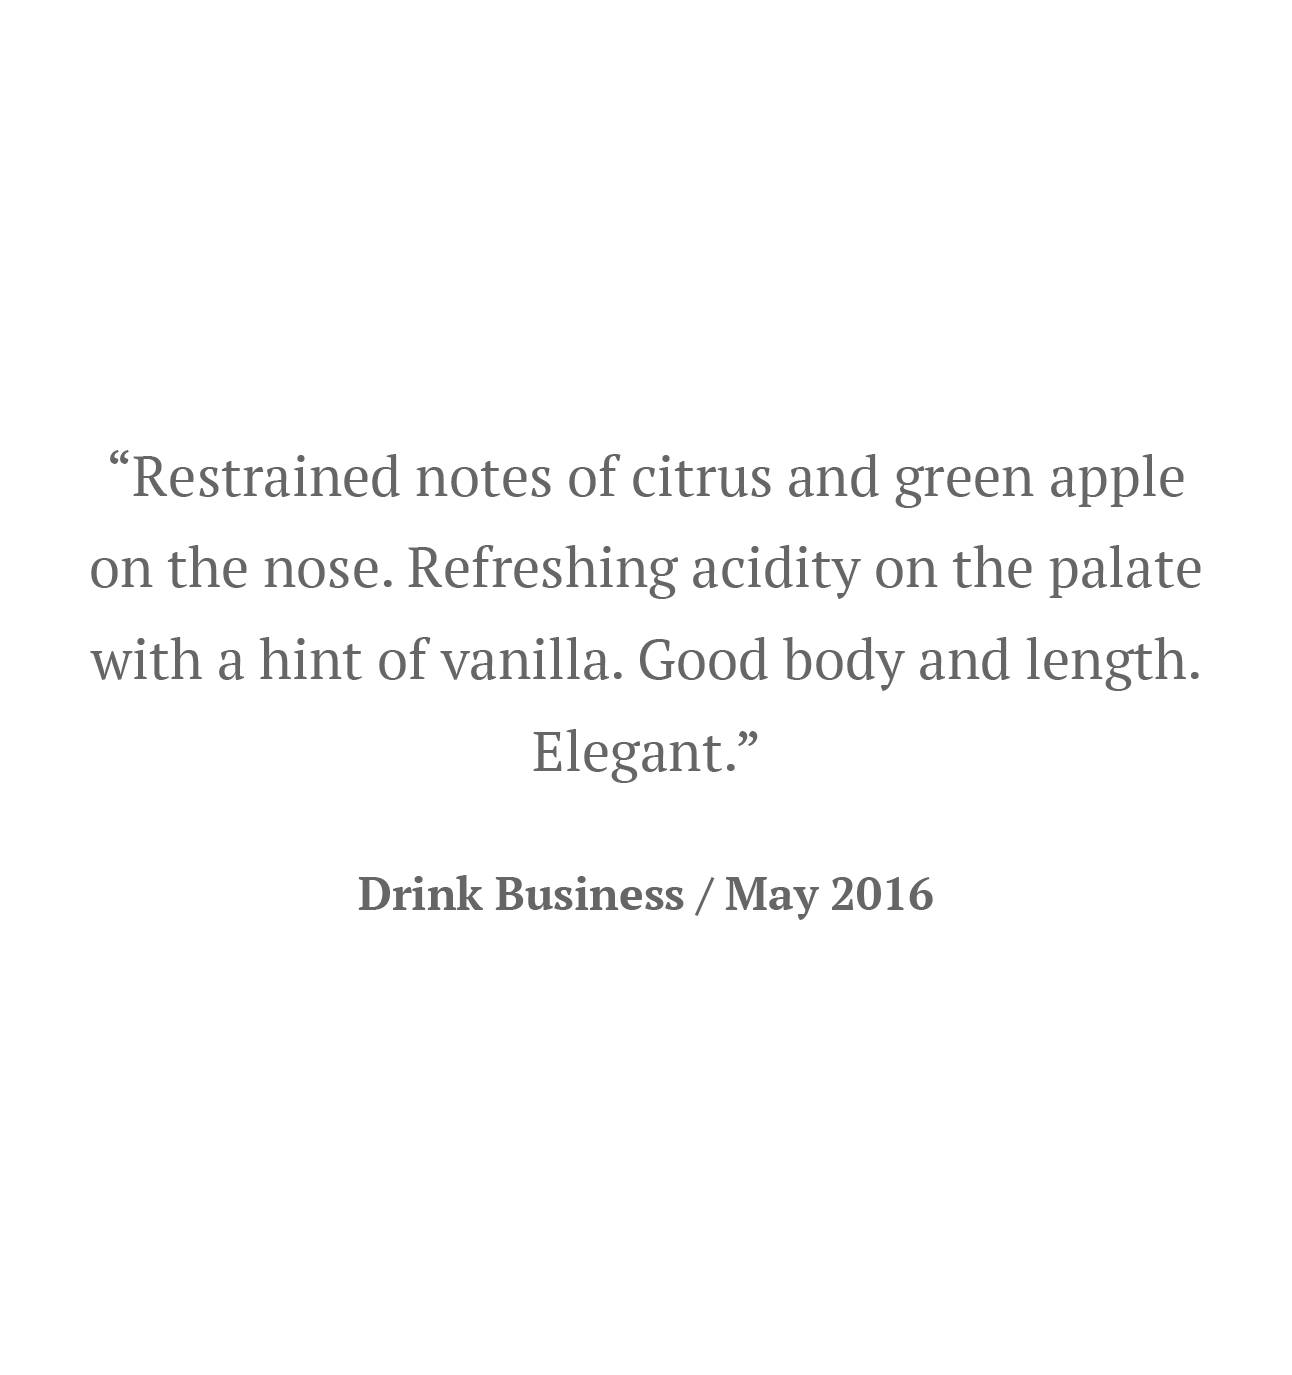 “Restrained notes of citrus and green apple
on the nose. Refreshing acidity on the palate
with a hint of vanilla. Good body and length.
Elegant.”
Drink Business / May 2016